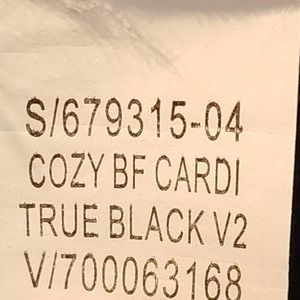 S/679315-04
COZY BF CARDI
TRUE BLACK V2
V/700063168